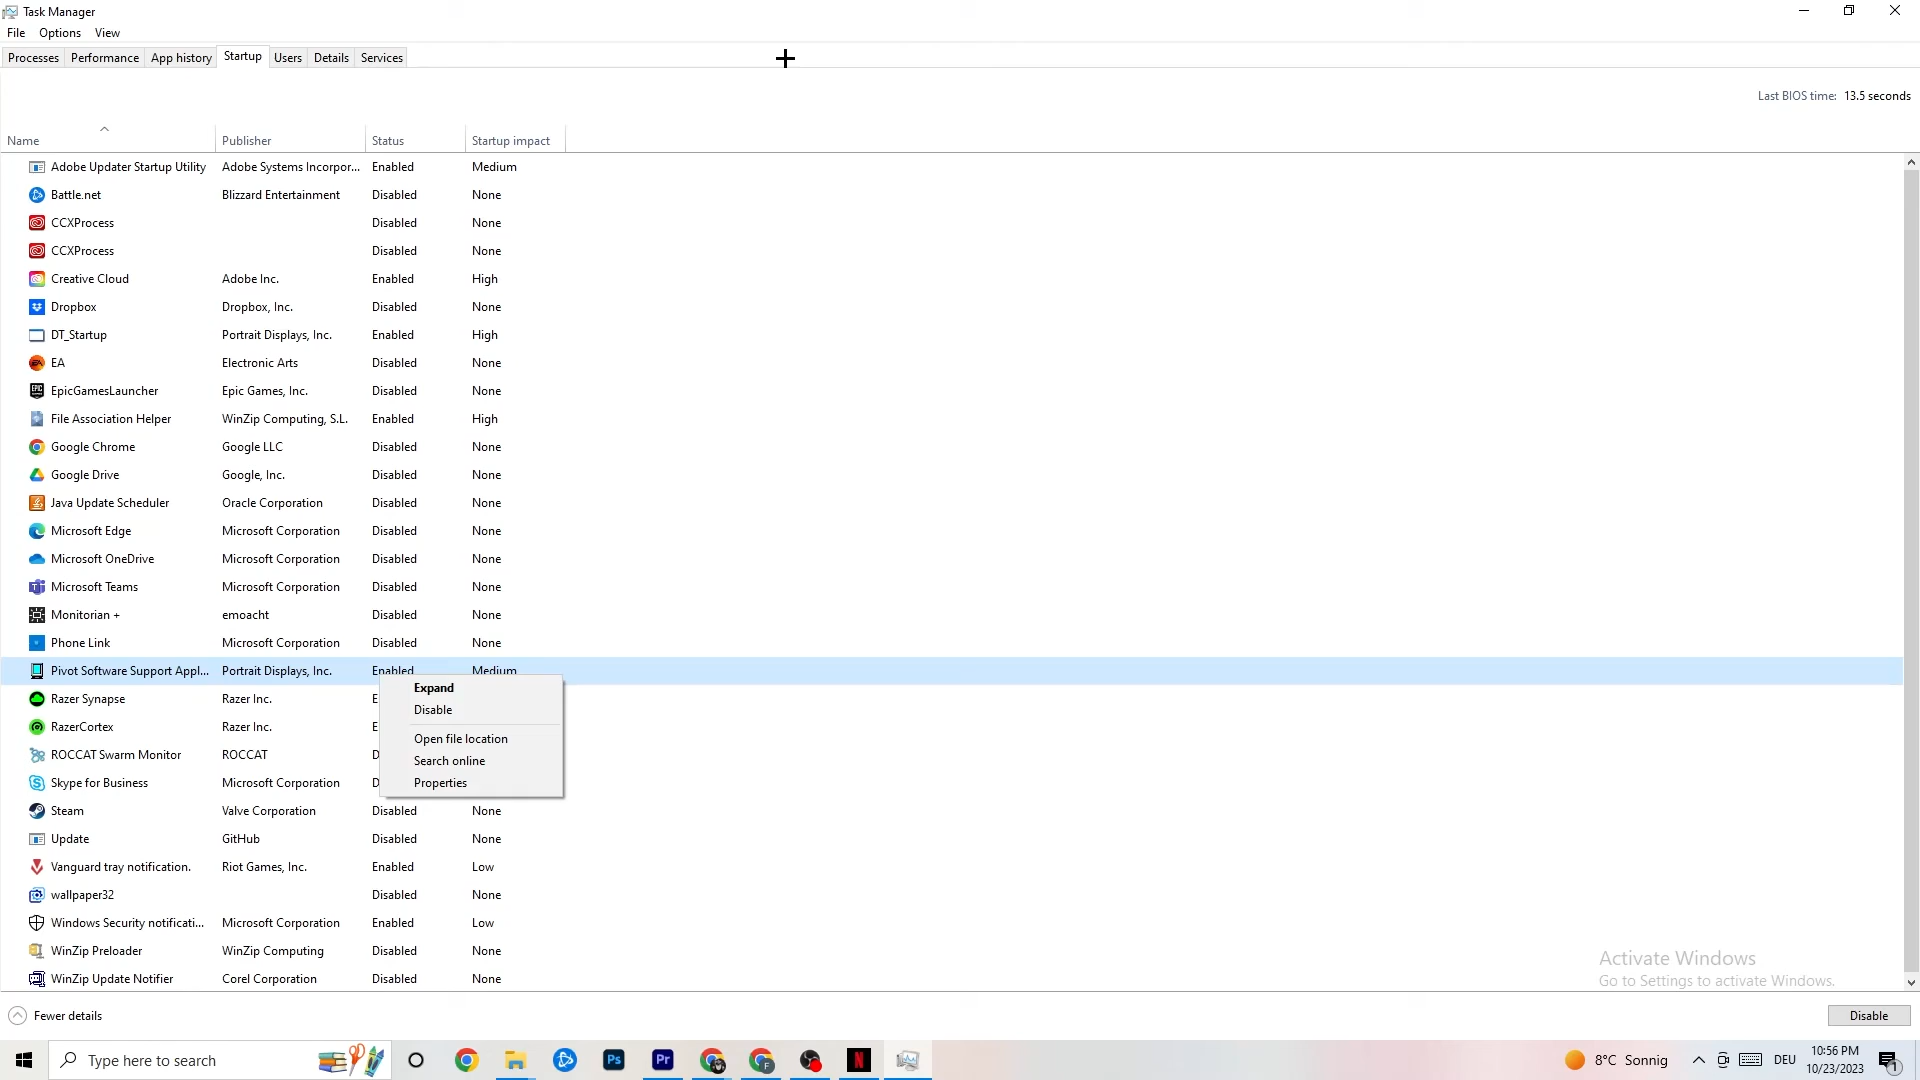 Task Manager
File Options View
Processes Performance App history Startup Users Details Services
Last BIOS time: 13.5 seconds
Name Publisher Status Startup impact
Adobe Updater Startup Utility Adobe Systems Incorpor... Enabled Medium
Battle.net Blizzard Entertainment Disabled None
CCXProcess Disabled None
CCXProcess Disabled None
Creative Cloud Adobe Inc. Enabled High
Dropbox Dropbox, Inc. Disabled None
DT_Startup Portrait Displays, Inc. Enabled High
EA Electronic Arts Disabled None
EpicGamesLauncher Epic Games, Inc. Disabled None
File Association Helper WinZip Computing, S.L. Enabled High
Google Chrome Google LLC Disabled None
Google Drive Google, Inc. Disabled None
Java Update Scheduler Oracle Corporation Disabled None
Microsoft Edge Microsoft Corporation Disabled None
Microsoft OneDrive Microsoft Corporation Disabled None
Microsoft Teams Microsoft Corporation Disabled None
Monitorian + emoacht Disabled None
Phone Link Microsoft Corporation Disabled None
Pivot Software Support Appl... Portrait Displays, Inc. Enabled Medium
Expand
Razer Synapse Razer Inc. E
Disable
RazerCortex Razer Inc. E
Open file location
ROCCAT Swarm Monitor ROCCAT D
Search online
Skype for Business Microsoft Corporation D
Properties
Steam Valve Corporation Disabled None
Update GitHub Disabled None
Vanguard tray notification. Riot Games, Inc. Enabled Low
wallpaper32 Disabled None
Windows Security notificati... Microsoft Corporation Enabled Low
WinZip Preloader WinZip Computing Disabled None
WinZip Update Notifier Corel Corporation Disabled None
Activate Windows
Go to Settings to activate Windows.
Fewer details Disable
Type here to search Ps Pr F N 8°C Sonnig DEU 10:56 PM
10/23/2023 1